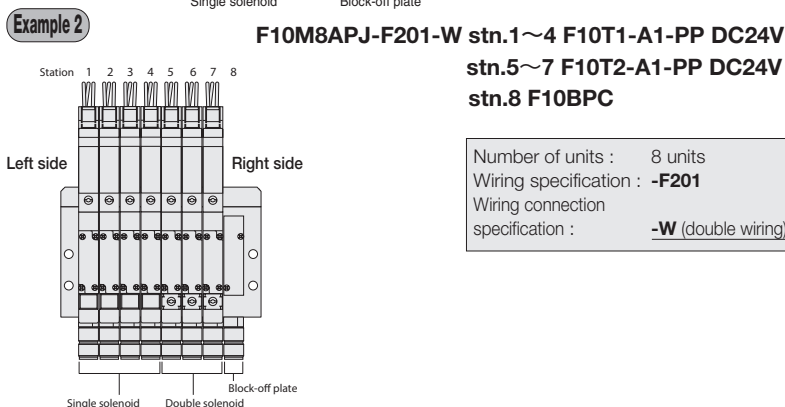 Single solenoid Block-off plate
Example 2
F10M8APJ-F201-W stn.1～4 F10T1-A1-PP DC24V
stn.5～7 F10T2-A1-PP DC24V
stn.8 F10BPC
Station 1 2 3 4 5 6 7 8
Left side
Right side
Number of units : 8 units
Wiring specification : -F201
Wiring connection
specification : -W (double wiring)
Block-off plate
Single solenoid Double solenoid